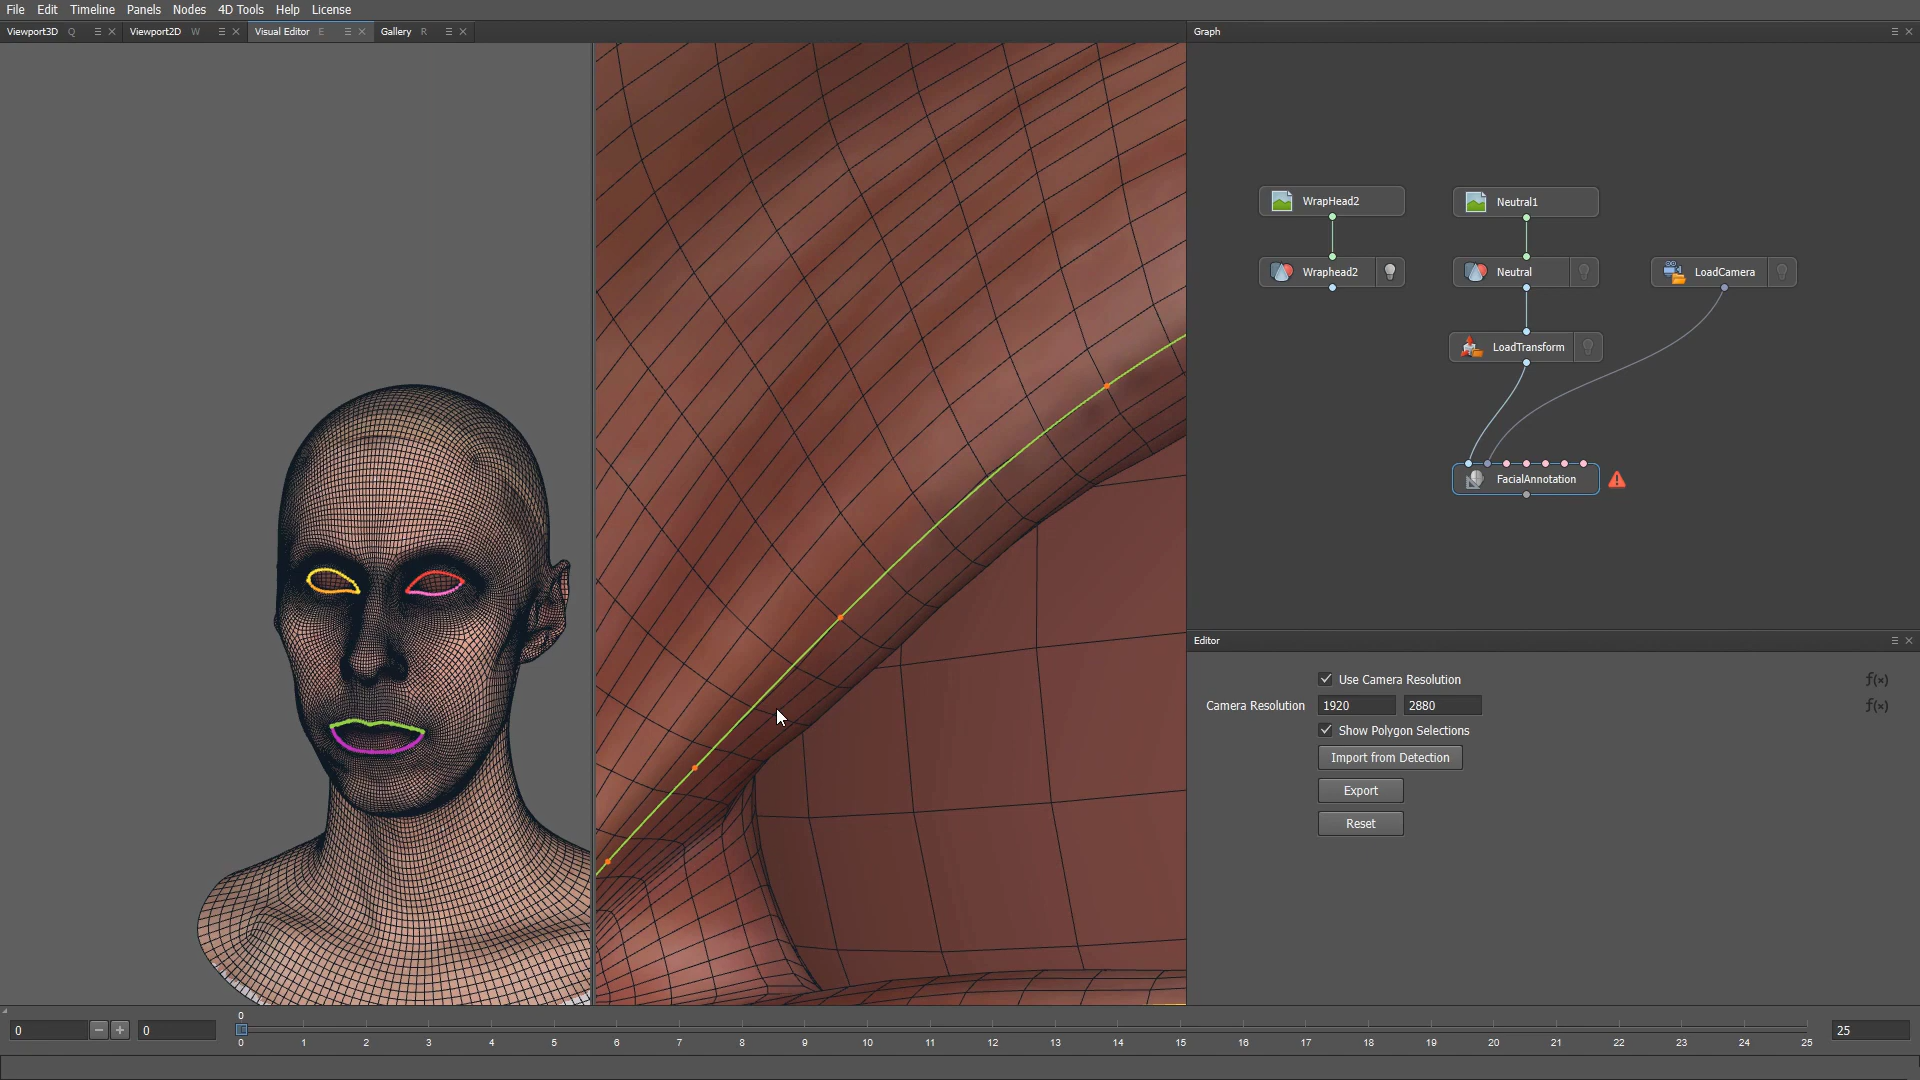 File Edit Timeline Panels Nodes 4D Tools Help License
Viewport3D Q Viewport2D W Visual Editor E Gallery R Graph
WrapHead2 Neutral1
Wraphead2 Neutral LoadCamera
LoadTransform
FacialAnnotation
Editor
Use Camera Resolution f(x)
Camera Resolution 1920 2880 f(x)
Show Polygon Selections
Import from Detection
Export
Reset
0
0 0 25
0 1 2 3 4 5 6 7 8 9 10 11 12 13 14 15 16 17 18 19 20 21 22 23 24 25